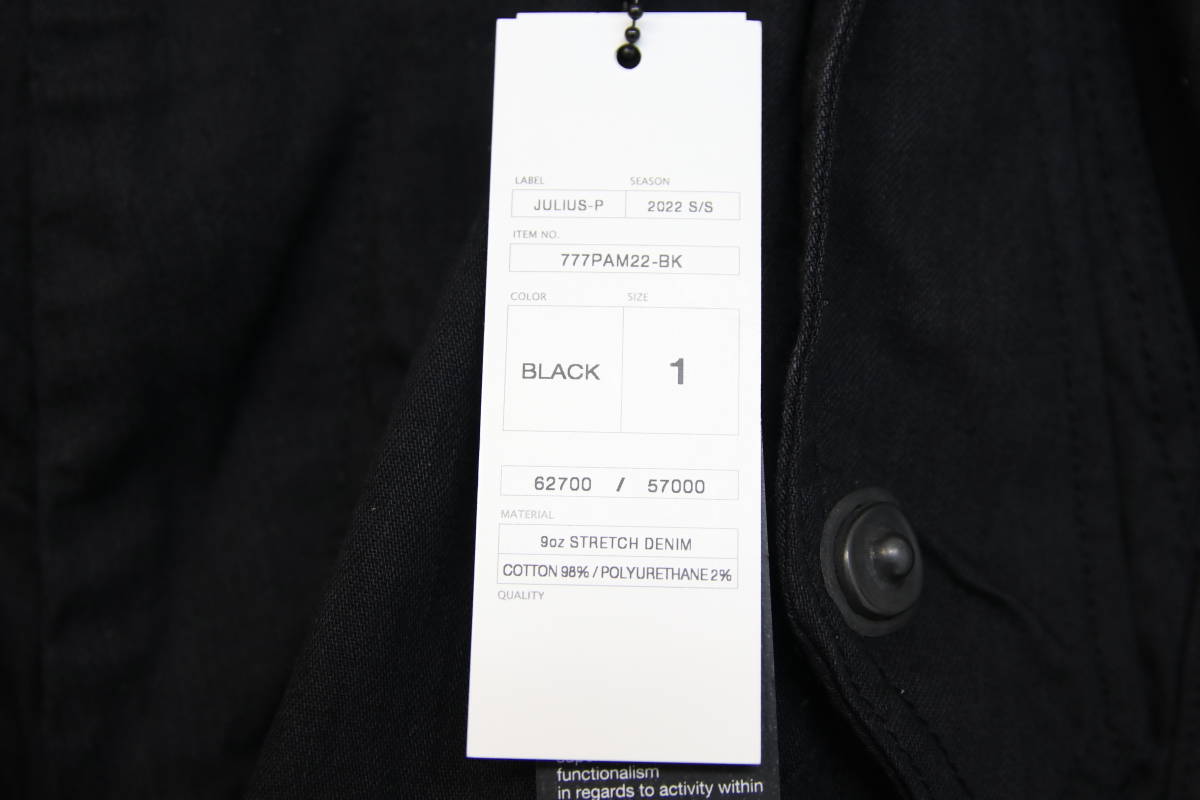 LABEL SEASON
JULIUS-P 2022 S/S
ITEM NO.
777PAM22-BK
COLOR SIZE
BLACK 1
62700 / 57000
MATERIAL
9oz STRETCH DENIM
COTTON 98% / POLYURETHANE 2%
QUALITY
functionalism
in regards to activity within